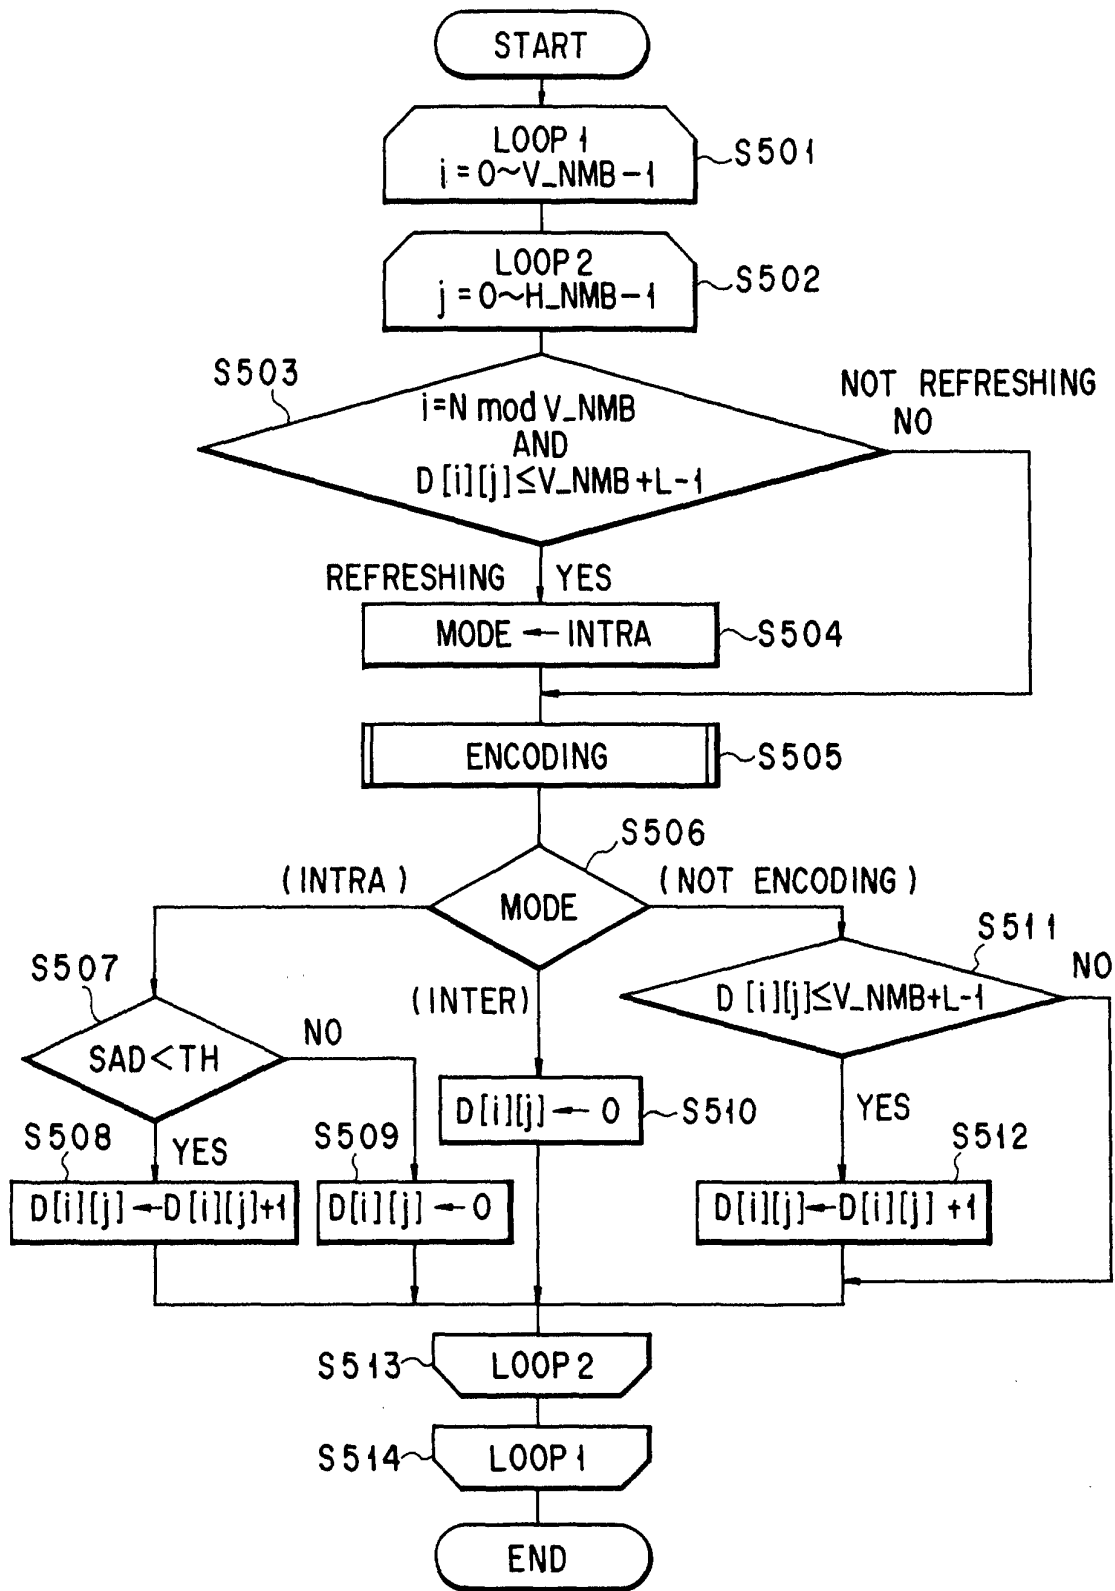 START
LOOP 1
i = 0~V_NMB-1
S501
LOOP 2
j = 0~H_NMB-1
S502
S503
i=N mod V_NMB
AND
D[i][j]≤V_NMB+L-1
NOT REFRESHING
NO
REFRESHING
YES
MODE ← INTRA
S504
ENCODING
S505
S506
(INTRA)
MODE
(NOT ENCODING)
S507
SAD<TH
NO
(INTER)
S511
D[i][j]≤V_NMB+L-1
NO
D[i][j] ← 0
S510
YES
S508
YES
S509
S512
D[i][j] ← D[i][j]+1
D[i][j] ← 0
D[i][j] ← D[i][j] +1
S513
LOOP 2
S514
LOOP 1
END